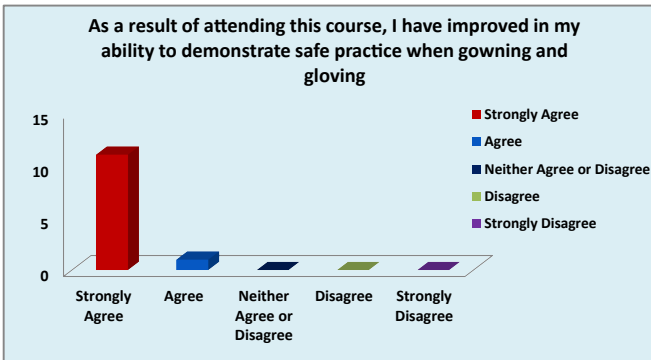 As a result of attending this course, I have improved in my
ability to demonstrate safe practice when gowning and
gloving
15
10
5
0
Strongly
Agree
Agree
Neither
Agree or
Disagree
Disagree
Strongly
Disagree
Strongly Agree
Agree
Neither Agree or Disagree
Disagree
Strongly Disagree